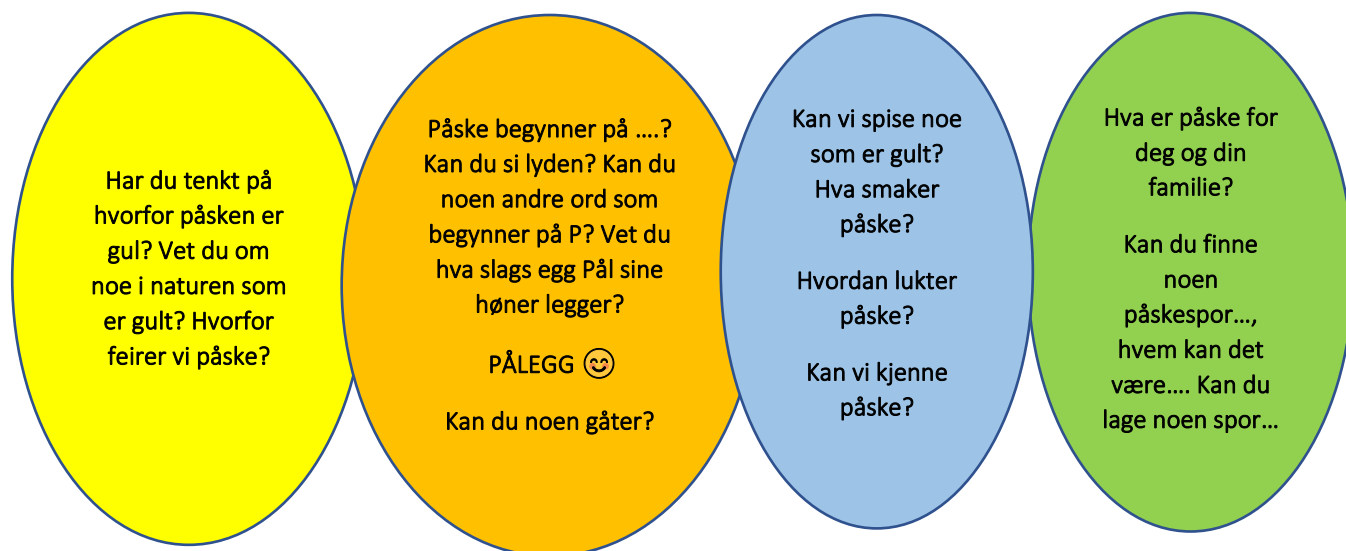 Har du tenkt på
hvorfor påsken er
gul? Vet du om
noe i naturen som
er gult? Hvorfor
feirer vi påske?
Påske begynner på ….?
Kan du si lyden? Kan du
noen andre ord som
begynner på P? Vet du
hva slags egg Pål sine
høner legger?
PÅLEGG 😊
Kan du noen gåter?
Kan vi spise noe
som er gult?
Hva smaker
påske?
Hvordan lukter
påske?
Kan vi kjenne
påske?
Hva er påske for
deg og din
familie?
Kan du finne
noen
påskespor…,
hvem kan det
være…. Kan du
lage noen spor…